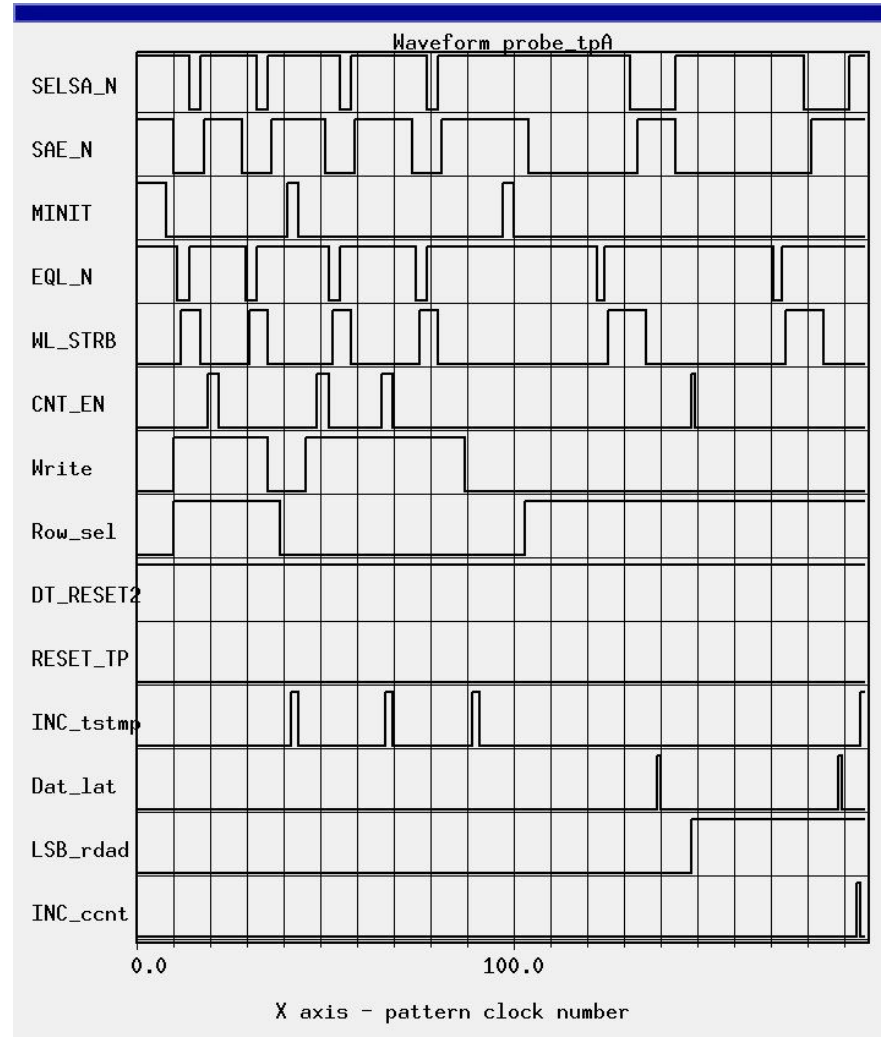 Waveform probe_tpA
SELSA_N
SAE_N
MINIT
EQL_N
WL_STRB
CNT_EN
Write
Row_sel
DT_RESET2
RESET_TP
INC_tstmp
Dat_lat
LSB_rdad
INC_ccnt
0.0 100.0
X axis - pattern clock number